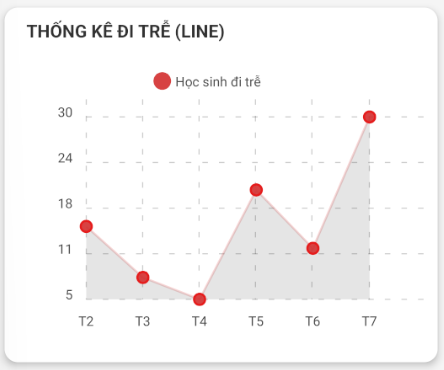 THỐNG KÊ ĐI TRỄ (LINE)
Học sinh đi trễ
30
24
18
11
5
T2 T3 T4 T5 T6 T7